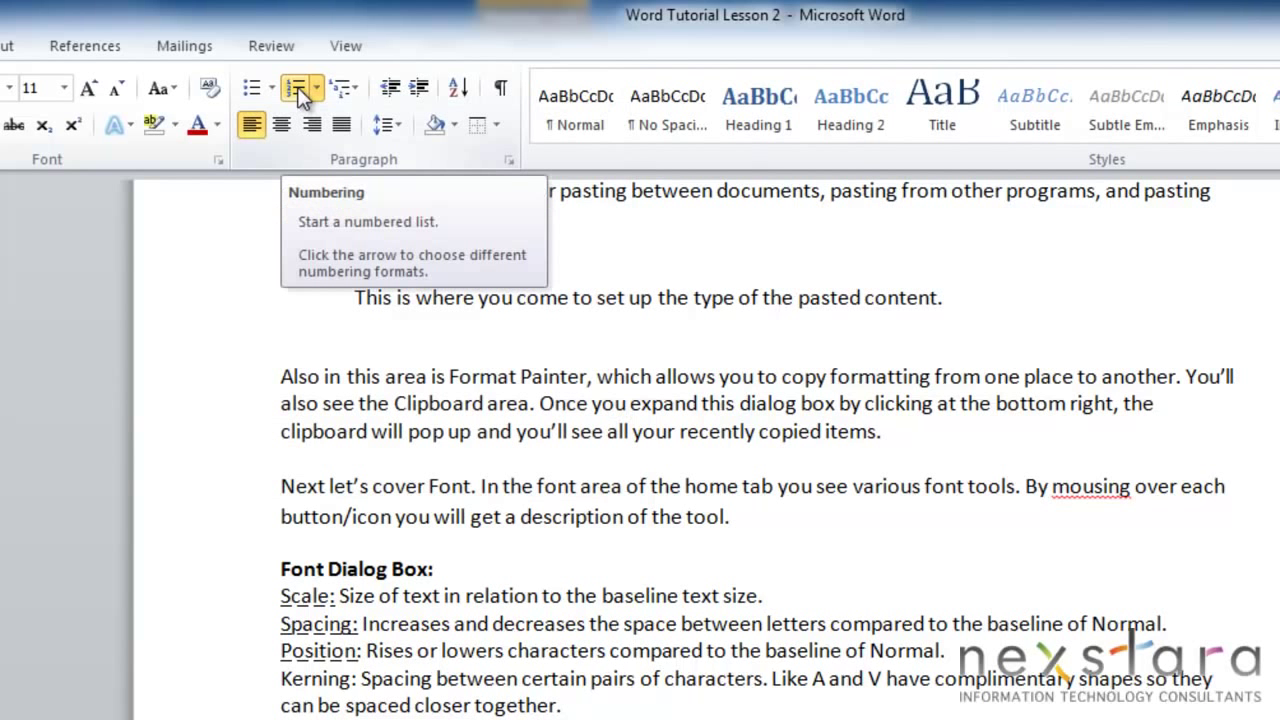 Word Tutorial Lesson 2 - Microsoft Word
ut References Mailings Review View
11 Aa
abc X₂ X² A ab A
Font Paragraph Styles
AaBbCcDc AaBbCcDc AaBbC AaBbCc AaB AaBbCc. AaBbCcDc AaBbCcDc
¶ Normal ¶ No Spaci... Heading 1 Heading 2 Title Subtitle Subtle Em... Emphasis
Numbering
Start a numbered list.
Click the arrow to choose different
numbering formats.
r pasting between documents, pasting from other programs, and pasting
This is where you come to set up the type of the pasted content.
Also in this area is Format Painter, which allows you to copy formatting from one place to another. You’ll
also see the Clipboard area. Once you expand this dialog box by clicking at the bottom right, the
clipboard will pop up and you’ll see all your recently copied items.
Next let’s cover Font. In the font area of the home tab you see various font tools. By mousing over each
button/icon you will get a description of the tool.
Font Dialog Box:
Scale: Size of text in relation to the baseline text size.
Spacing: Increases and decreases the space between letters compared to the baseline of Normal.
Position: Rises or lowers characters compared to the baseline of Normal.
Kerning: Spacing between certain pairs of characters. Like A and V have complimentary shapes so they
can be spaced closer together.
nexstara
INFORMATION TECHNOLOGY CONSULTANTS